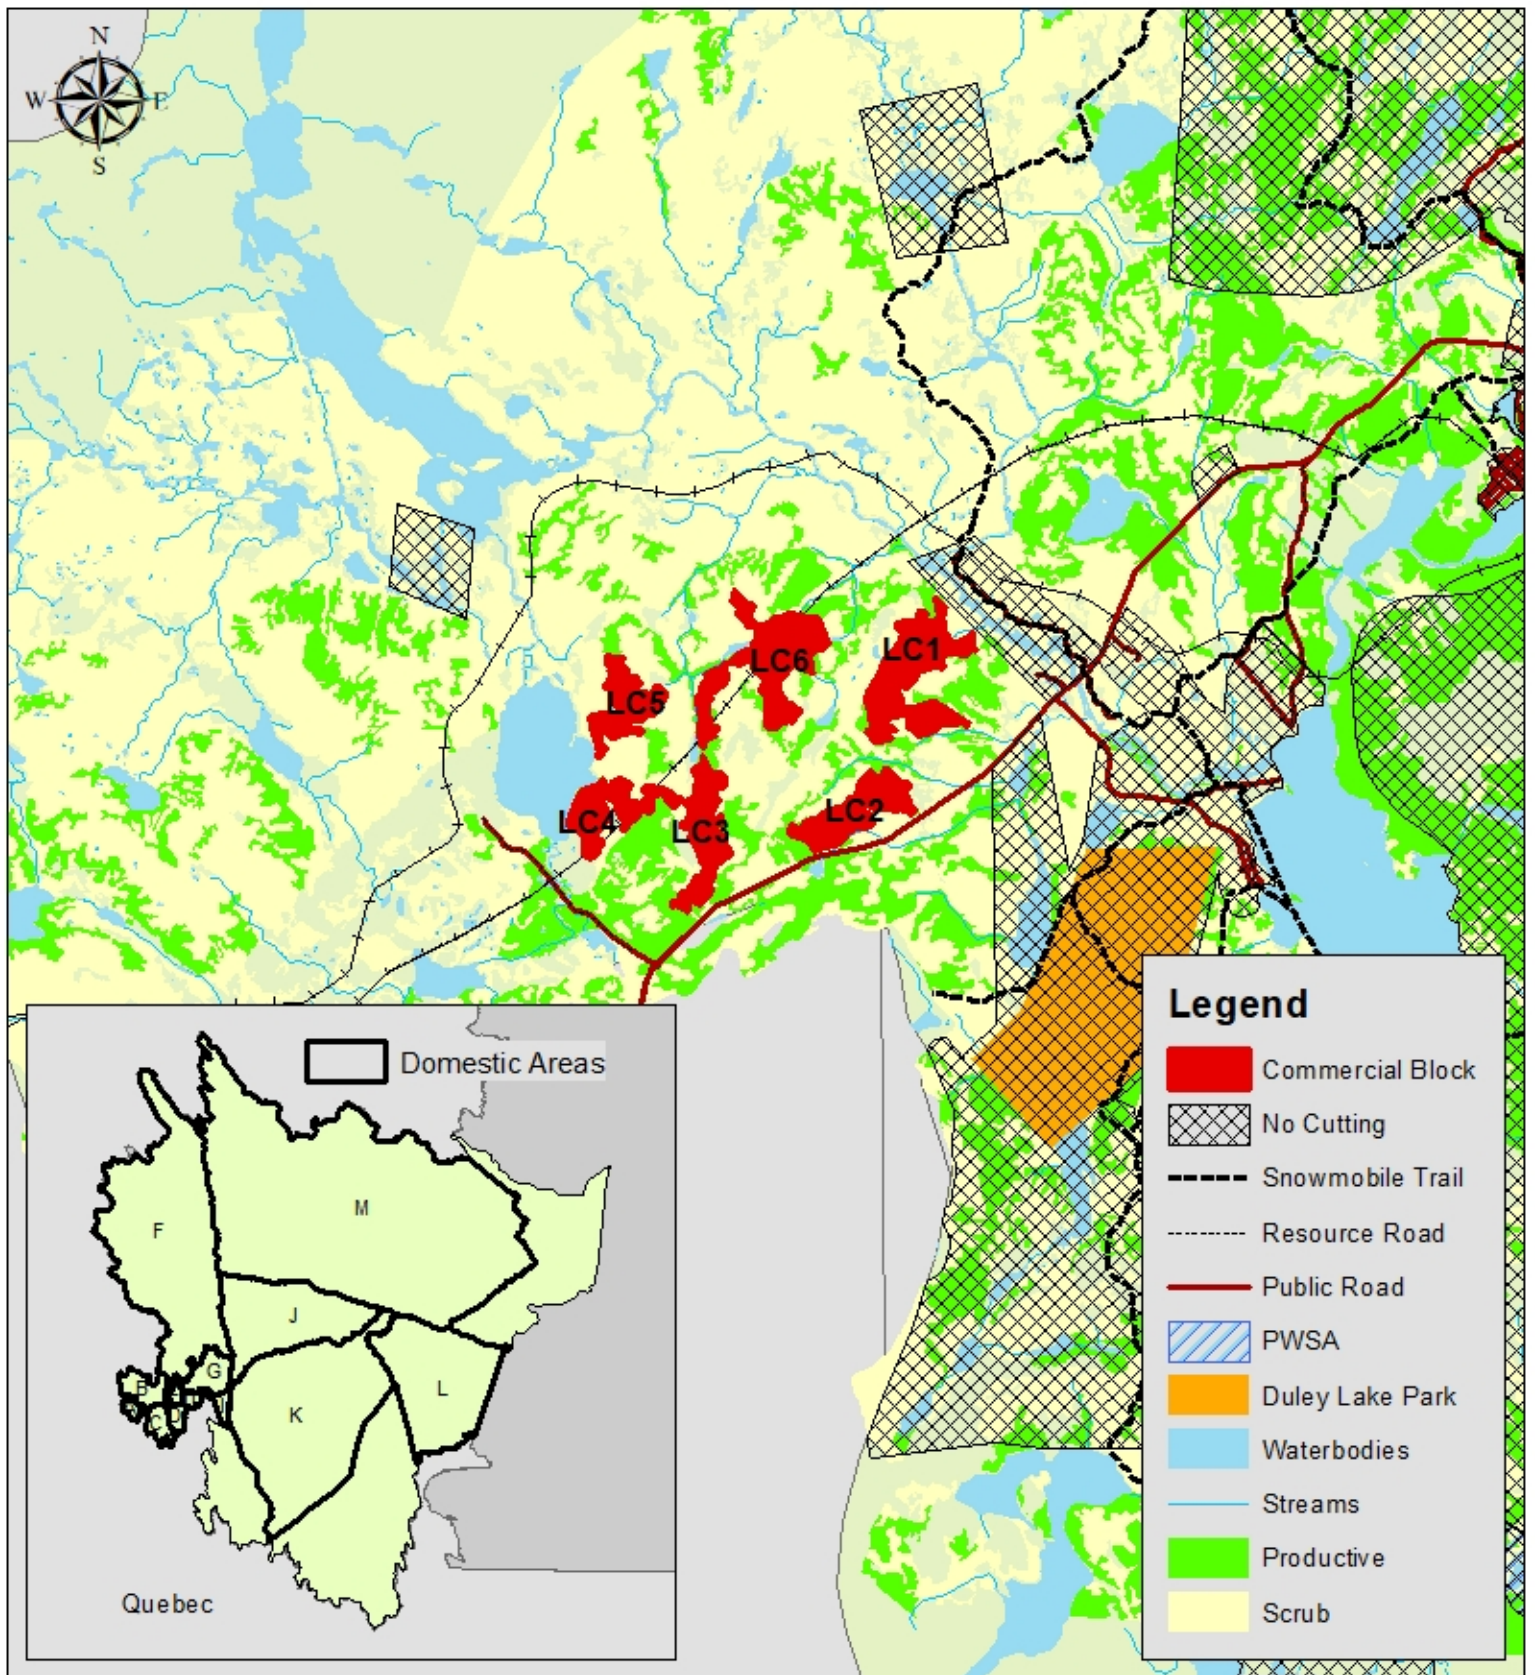 N
W E
S
LC6
LC1
LC5
LC4
LC3
LC2
Domestic Areas
F
M
J
G
B
L
K
C
Quebec
Legend
Commercial Block
No Cutting
Snowmobile Trail
Resource Road
Public Road
PWSA
Duley Lake Park
Waterbodies
Streams
Productive
Scrub